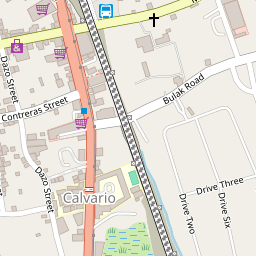 Dazo Street
Bulak Road
Contreras Street
Dazo Street
Calvario
Drive Three
Drive Two
Drive Six